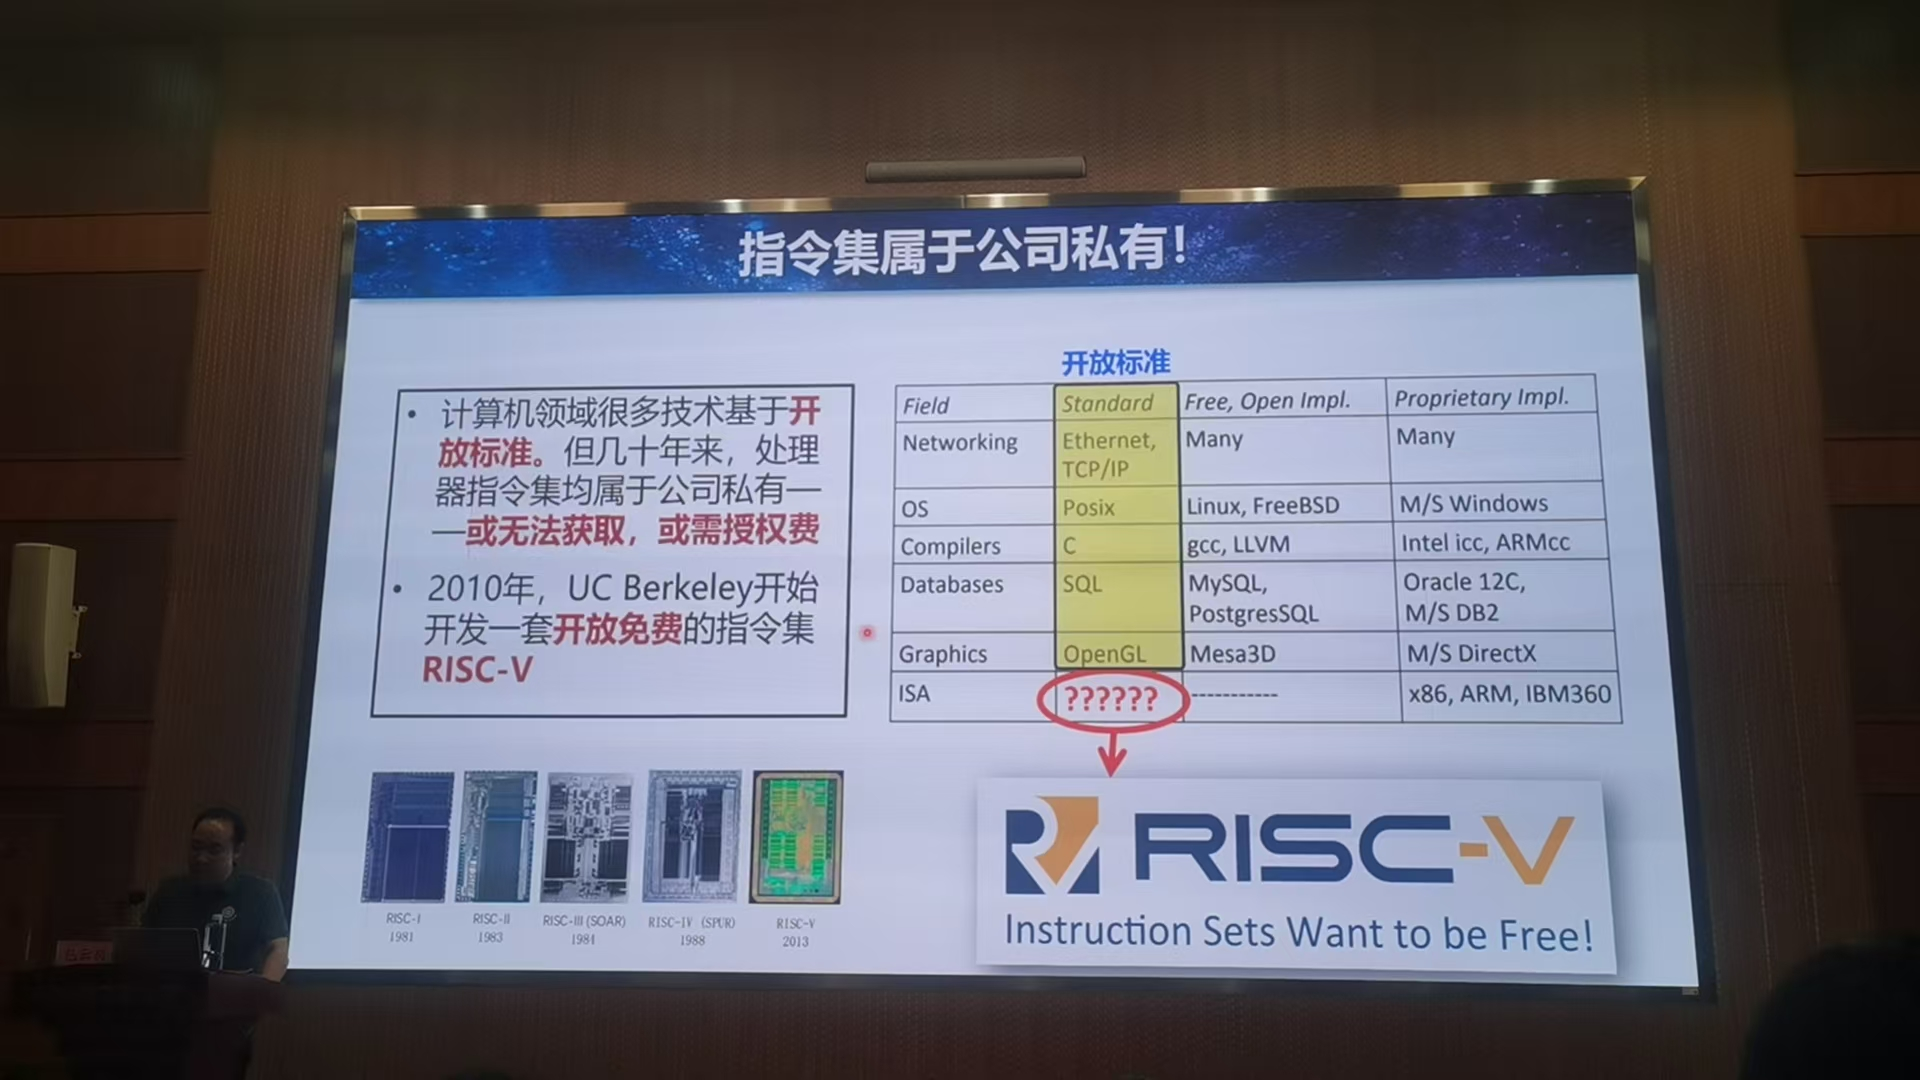 指令集属于公司私有！
• 计算机领域很多技术基于开
放标准。但几十年来，处理
器指令集均属于公司私有—
—或无法获取，或需授权费
• 2010年，UC Berkeley开始
开发一套开放免费的指令集
RISC-V
开放标准
Field Standard Free, Open Impl. Proprietary Impl.
Networking Ethernet, Many Many
TCP/IP
OS Posix Linux, FreeBSD M/S Windows
Compilers C gcc, LLVM Intel icc, ARMcc
Databases SQL MySQL, Oracle 12C,
PostgresSQL M/S DB2
Graphics OpenGL Mesa3D M/S DirectX
ISA ?????? ----------- x86, ARM, IBM360
RISC-I RISC-II RISC-III (SOAR) RISC-IV (SPUR) RISC-V
1981 1983 1984 1988 2013
RISC-V
Instruction Sets Want to be Free!